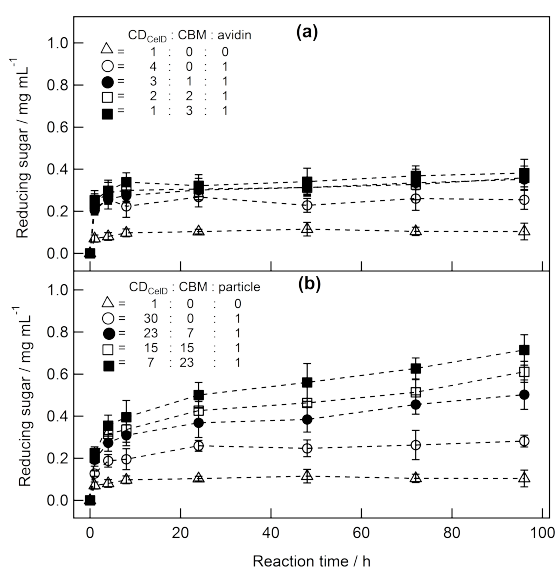 (a)
CD_CelD : CBM : avidin
= 1 : 0 : 0
= 4 : 0 : 1
= 3 : 1 : 1
= 2 : 2 : 1
= 1 : 3 : 1
1.0
0.8
0.6
0.4
0.2
0.0
Reducing sugar / mg mL⁻¹
(b)
CD_CelD : CBM : particle
= 1 : 0 : 0
= 30 : 0 : 1
= 23 : 7 : 1
= 15 : 15 : 1
= 7 : 23 : 1
1.0
0.8
0.6
0.4
0.2
0.0
Reducing sugar / mg mL⁻¹
0 20 40 60 80 100
Reaction time / h